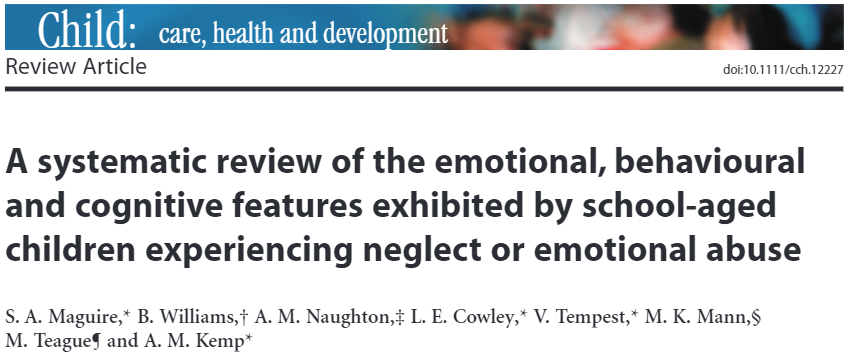 Child: care, health and development
Review Article
doi:10.1111/cch.12227
A systematic review of the emotional, behavioural
and cognitive features exhibited by school-aged
children experiencing neglect or emotional abuse
S. A. Maguire,* B. Williams,† A. M. Naughton,‡ L. E. Cowley,* V. Tempest,* M. K. Mann,§
M. Teague¶ and A. M. Kemp*